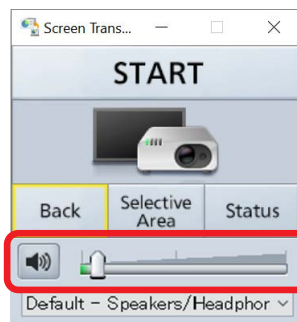 Screen Trans...
START
Back
Selective
Area
Status
Default - Speakers/Headphor